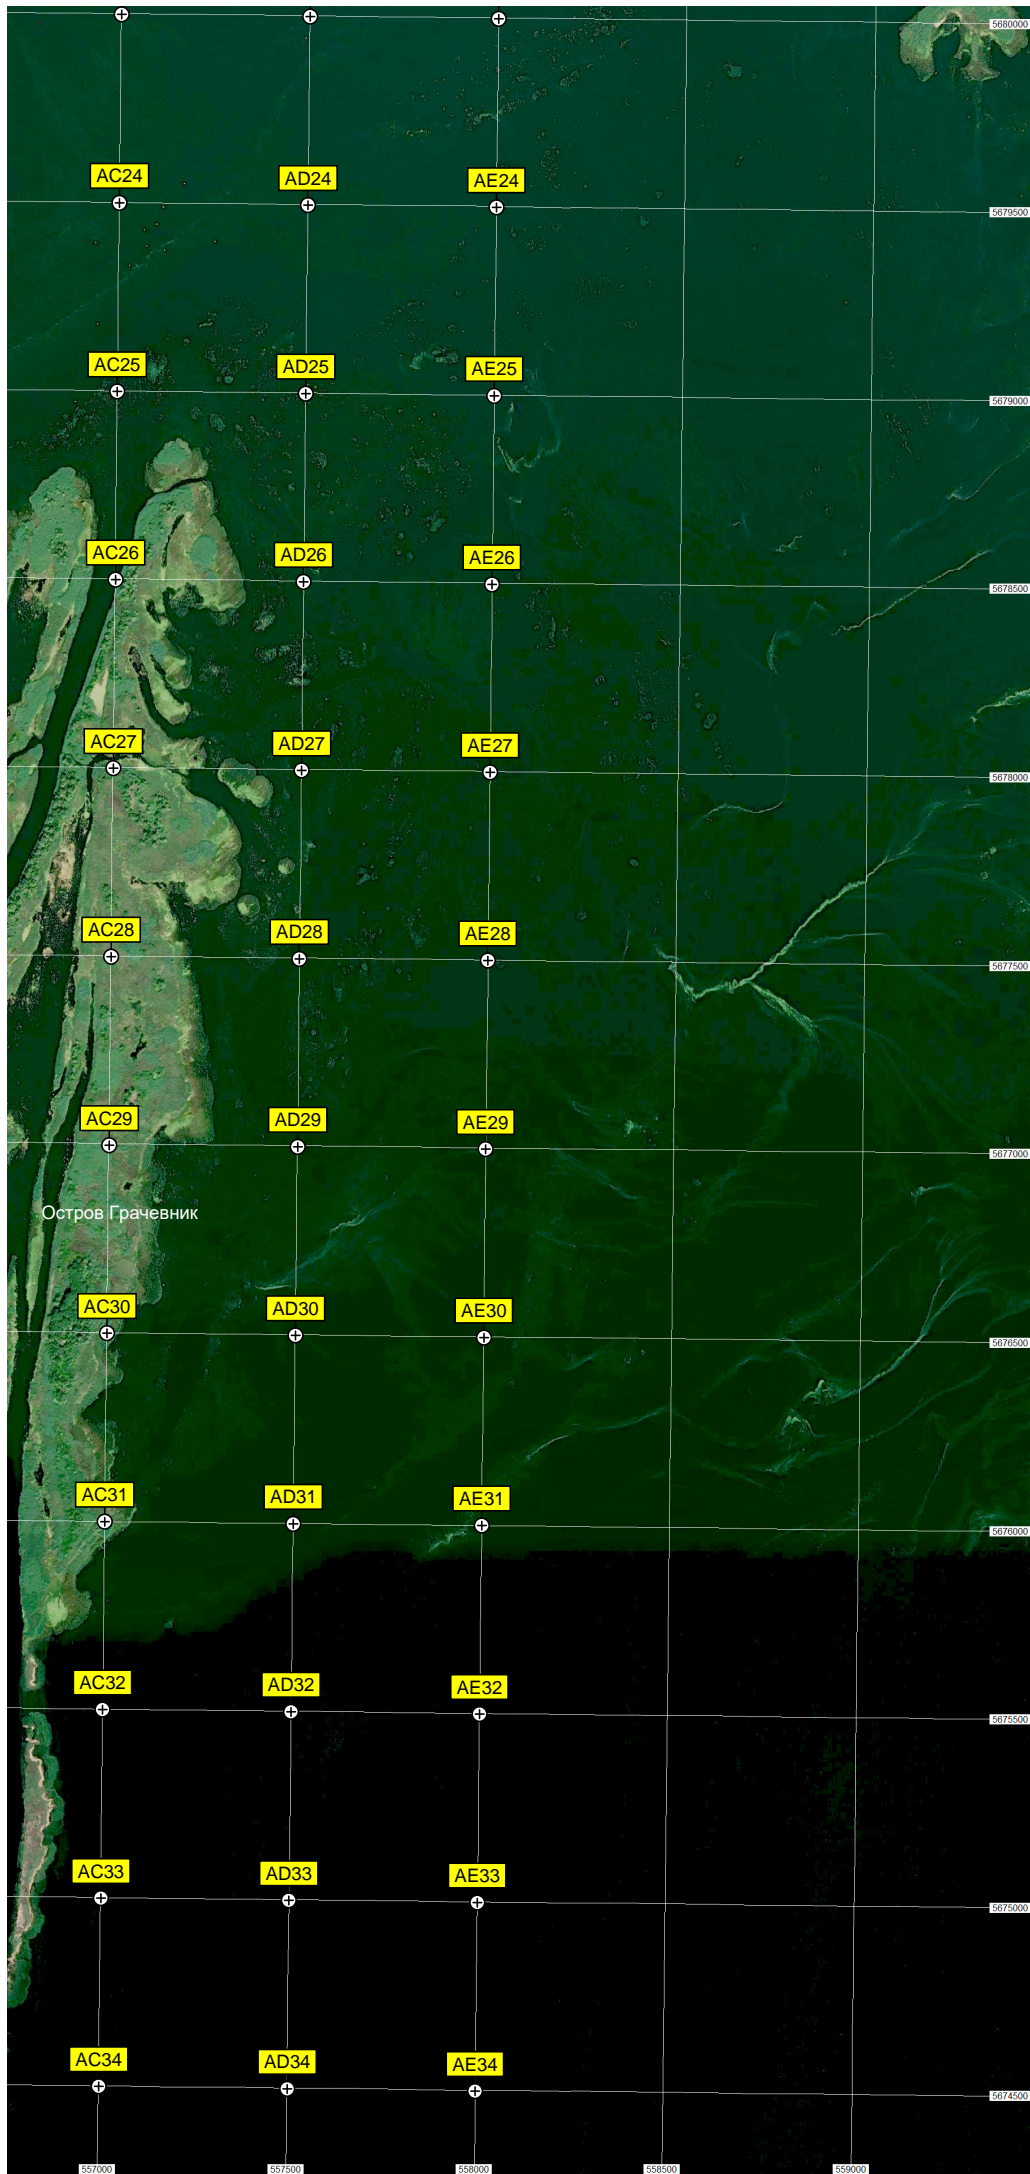 5680000
AC24 AD24 AE24
5679500
AC25 AD25 AE25
5679000
AC26 AD26 AE26
5678500
AC27 AD27 AE27
5678000
AC28 AD28 AE28
5677500
AC29 AD29 AE29
5677000
Остров Грачевник
AC30 AD30 AE30
5676500
AC31 AD31 AE31
5676000
AC32 AD32 AE32
5675500
AC33 AD33 AE33
5675000
AC34 AD34 AE34
5674500
557000 557500 558000 558500 559000